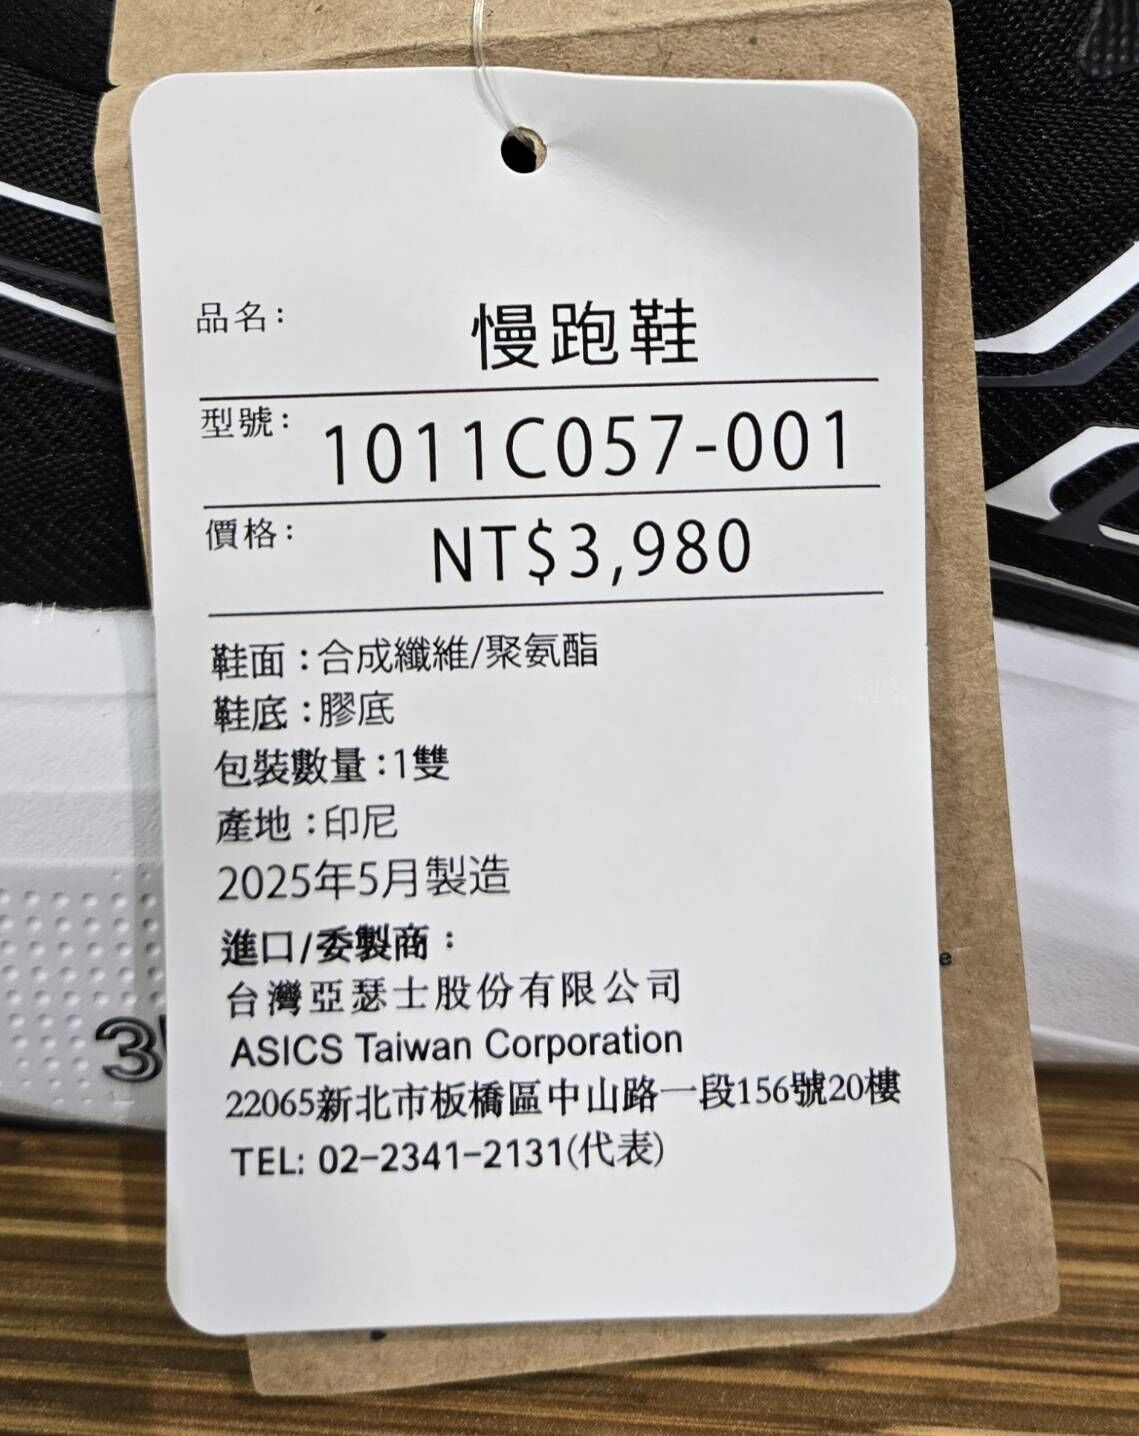 品名：
慢跑鞋
型號：
1011C057-001
價格：
NT$3,980
鞋面：合成纖維/聚氨酯
鞋底：膠底
包裝數量：1雙
產地：印尼
2025年5月製造
進口/委製商：
台灣亞瑟士股份有限公司
ASICS Taiwan Corporation
22065新北市板橋區中山路一段156號20樓
TEL: 02-2341-2131(代表)